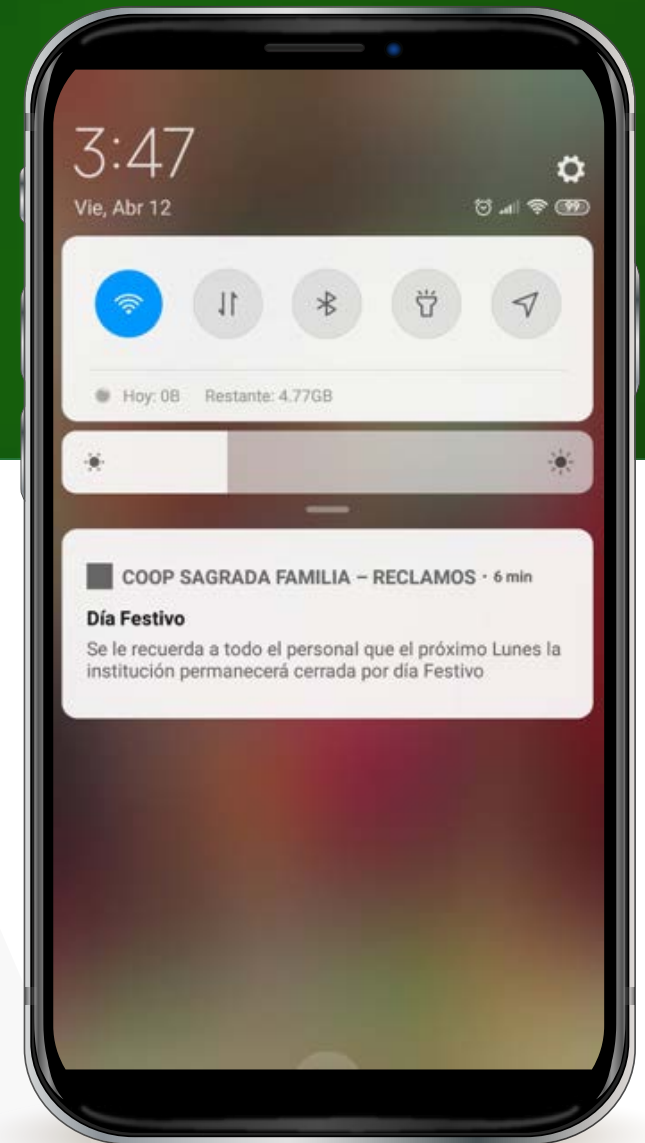 3:47
Vie, Abr 12
99
Hoy: 0B Restante: 4.77GB
COOP SAGRADA FAMILIA – RECLAMOS · 6 min
Día Festivo
Se le recuerda a todo el personal que el próximo Lunes la
institución permanecerá cerrada por día Festivo